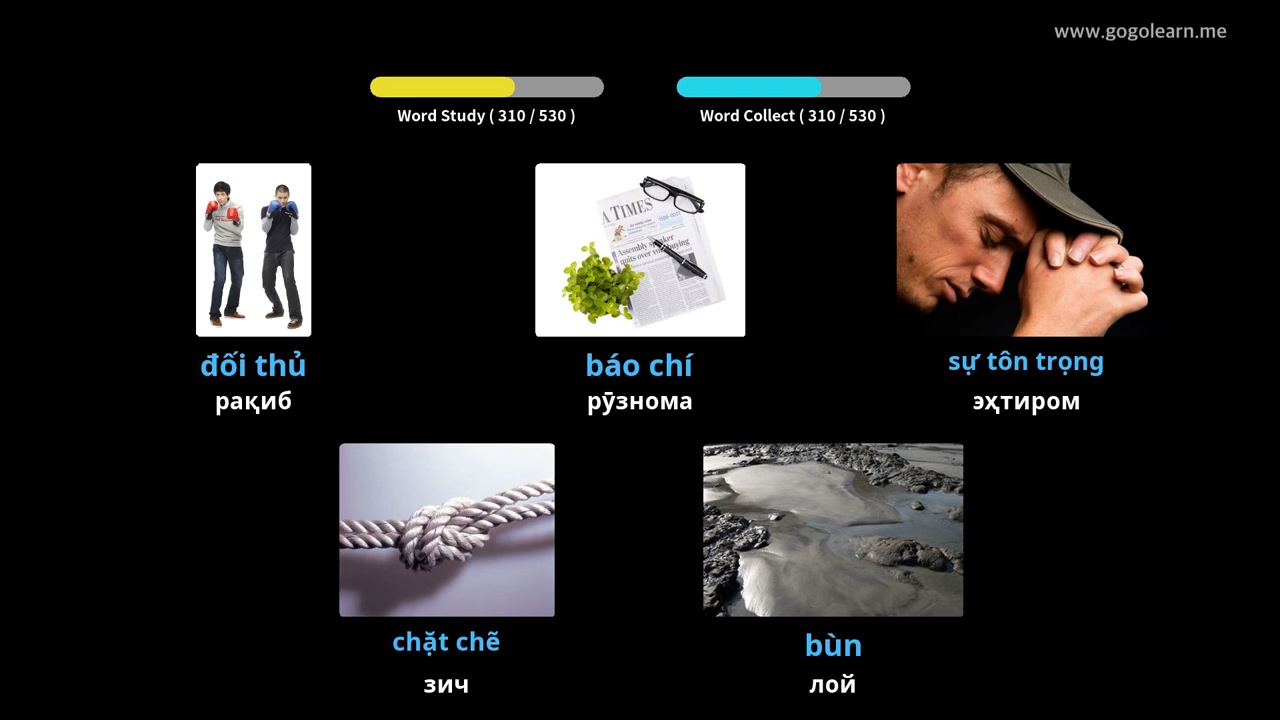 www.gogolearn.me
Word Study ( 310 / 530 )
Word Collect ( 310 / 530 )
A TIMES
đối thủ
báo chí
sự tôn trọng
рақиб
рӯзнома
эҳтиром
chặt chẽ
bùn
зич
лой